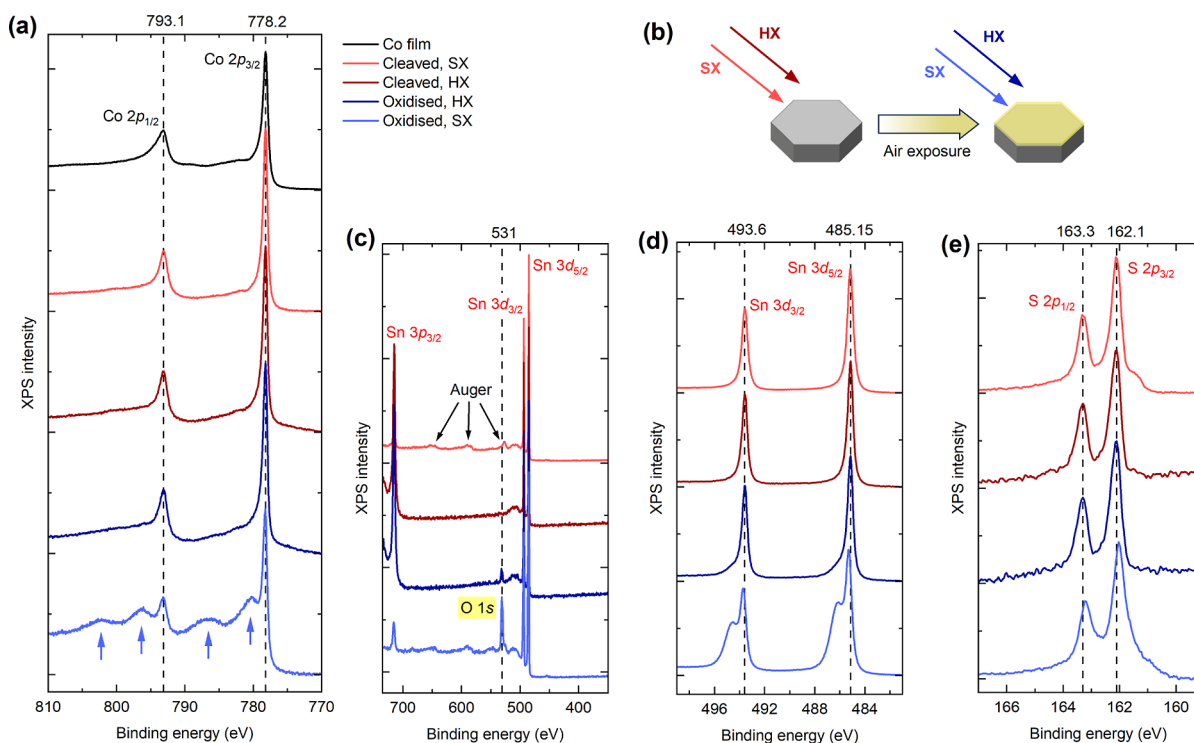 (a)
793.1 778.2
Co 2p3/2
Co 2p1/2
XPS intensity
810 800 790 780 770
Binding energy (eV)
Co film
Cleaved, SX
Cleaved, HX
Oxidised, HX
Oxidised, SX
(b)
HX
SX
Air exposure
HX
SX
(c)
531
Sn 3d5/2
Sn 3d3/2
Sn 3p3/2
Auger
O 1s
XPS intensity
700 600 500 400
Binding energy (eV)
(d)
493.6 485.15
Sn 3d5/2
Sn 3d3/2
XPS intensity
496 492 488 484
Binding energy (eV)
(e)
163.3 162.1
S 2p3/2
S 2p1/2
XPS intensity
166 164 162 160
Binding energy (eV)